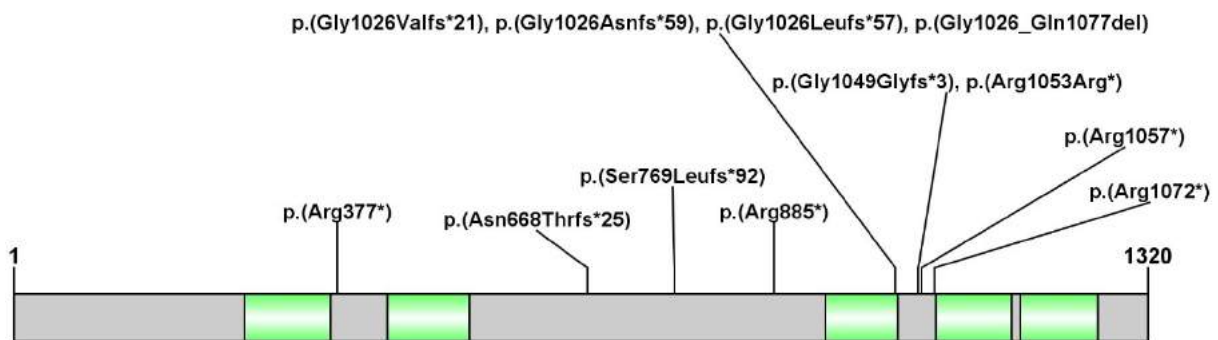 p.(Gly1026Valfs*21), p.(Gly1026Asnfs*59), p.(Gly1026Leufs*57), p.(Gly1026_Gln1077del)
p.(Gly1049Glyfs*3), p.(Arg1053Arg*)
p.(Arg1057*)
p.(Ser769Leufs*92)
p.(Arg1072*)
p.(Arg377*)
p.(Asn668Thrfs*25)
p.(Arg885*)
1
1320